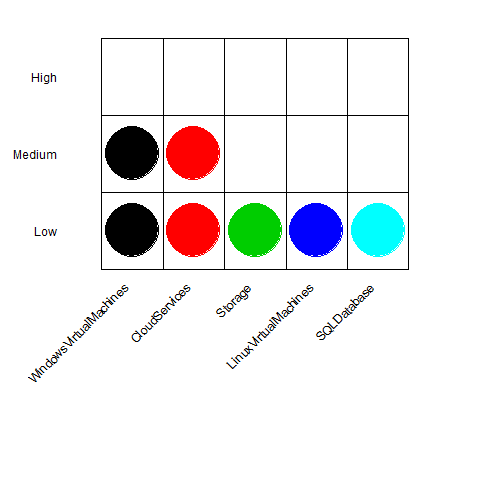 High
Medium
Low
WindowsVirtualMachines
CloudServices
Storage
LinuxVirtualMachines
SQLDatabase